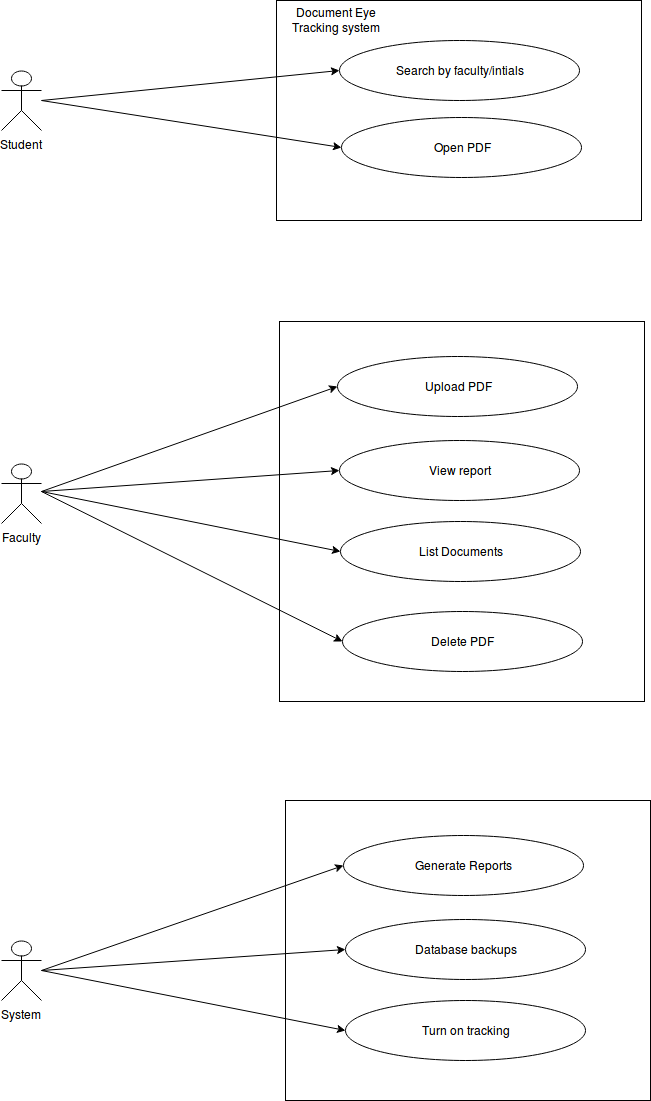 Document Eye
Tracking system
Search by faculty/intials
Open PDF
Student
Upload PDF
View report
List Documents
Delete PDF
Faculty
Generate Reports
Database backups
Turn on tracking
System